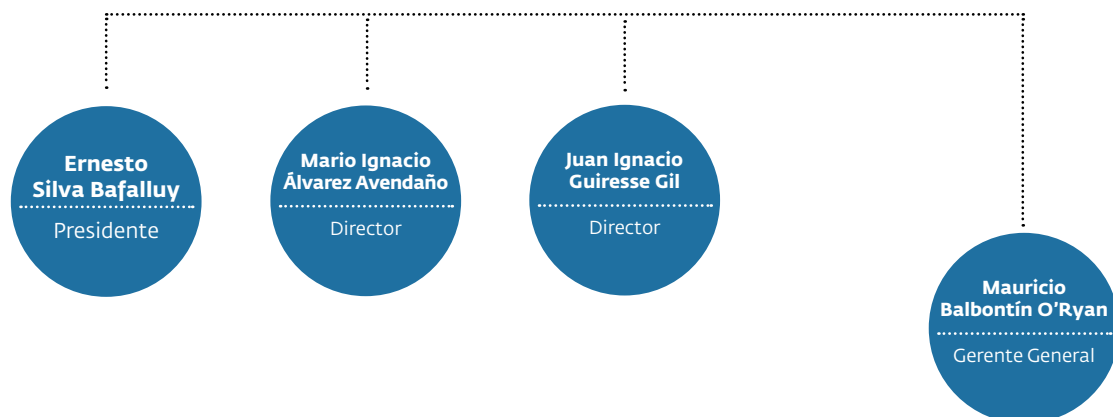 Ernesto
Silva Bafalluy
Presidente
Mario Ignacio
Álvarez Avendaño
Director
Juan Ignacio
Guiresse Gil
Director
Mauricio
Balbontín O'Ryan
Gerente General